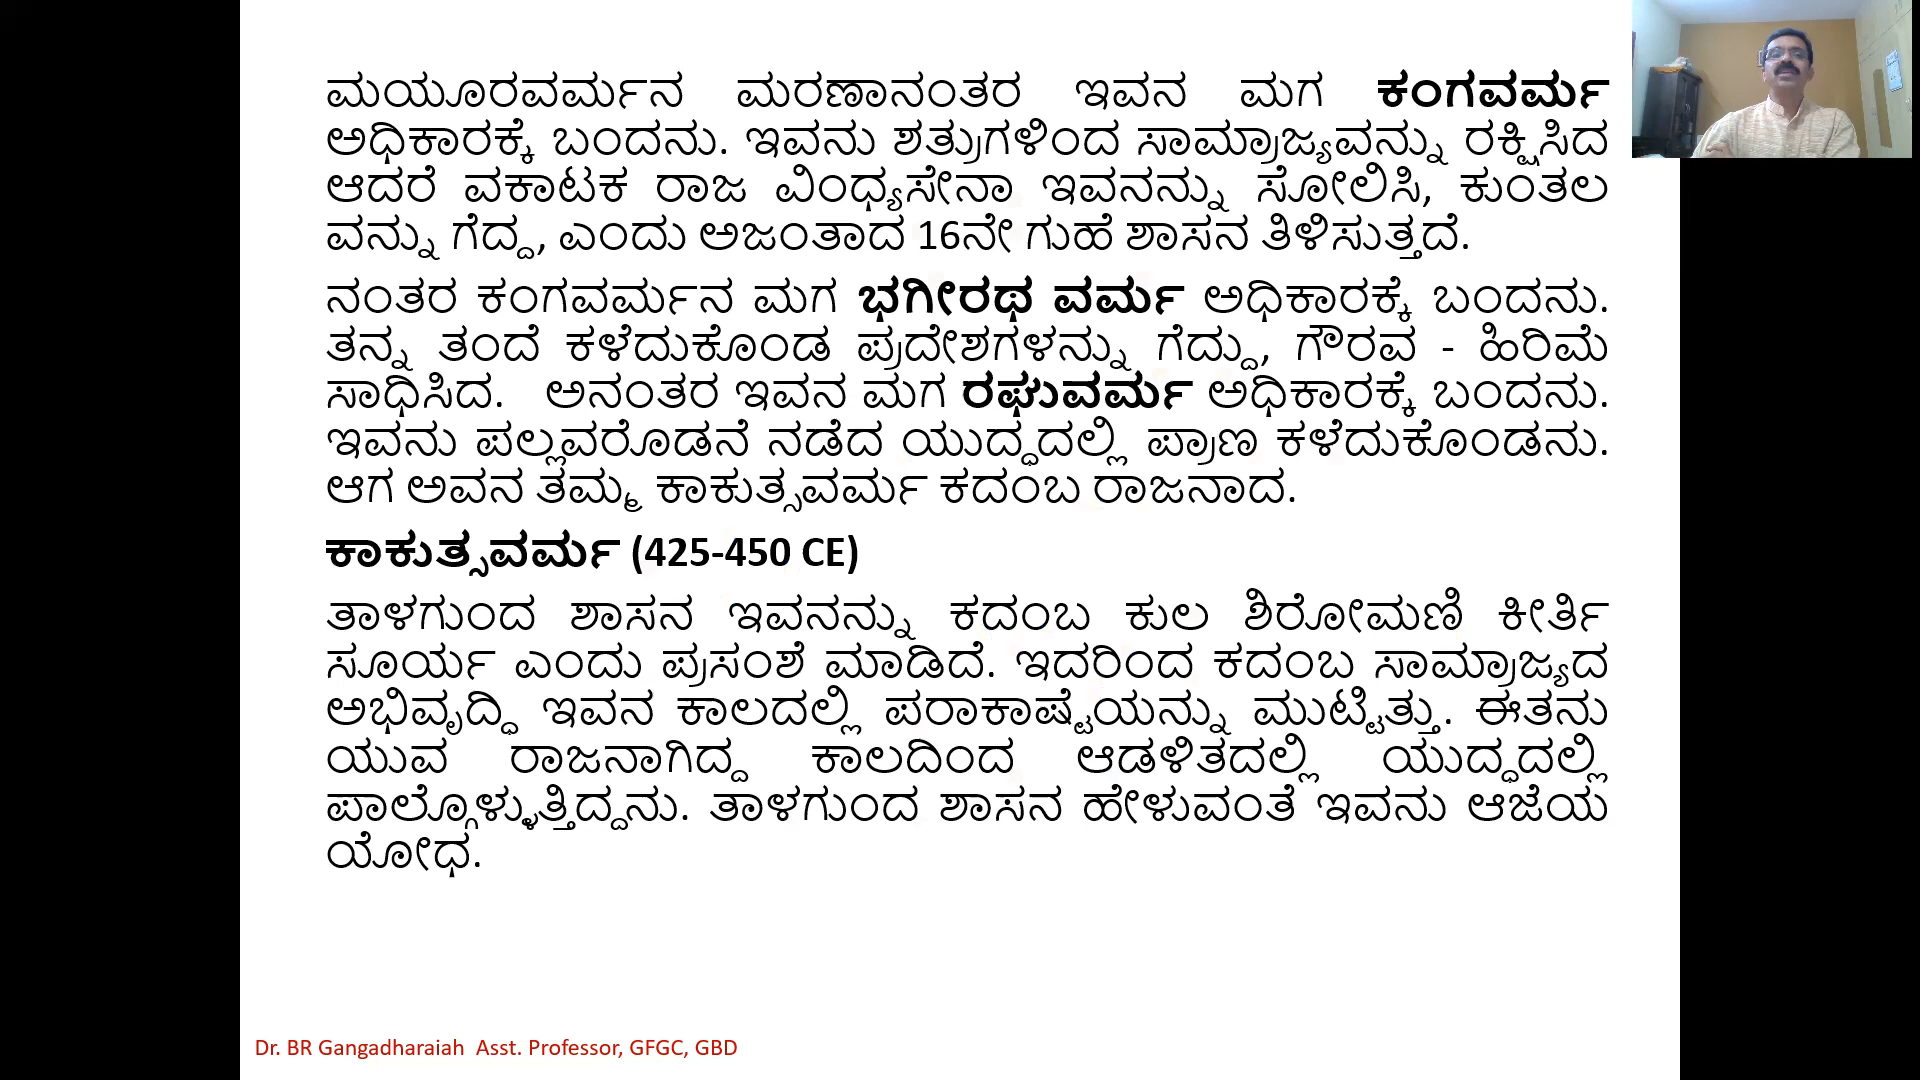 ಮಯೂರವರ್ಮನ ಮರಣಾನಂತರ ಇವನ ಮಗ ಕಂಗವರ್ಮ
ಅಧಿಕಾರಕ್ಕೆ ಬಂದನು. ಇವನು ಶತ್ರುಗಳಿಂದ ಸಾಮ್ರಾಜ್ಯವನ್ನು ರಕ್ಷಿಸಿದ
ಆದರೆ ವಕಾಟಕ ರಾಜ ವಿಂಧ್ಯಸೇನಾ ಇವನನ್ನು ಸೋಲಿಸಿ, ಕುಂತಲ
ವನ್ನು ಗೆದ್ದ, ಎಂದು ಅಜಂತಾದ 16ನೇ ಗುಹೆ ಶಾಸನ ತಿಳಿಸುತ್ತದೆ.
ನಂತರ ಕಂಗವರ್ಮನ ಮಗ ಭಗೀರಥ ವರ್ಮ ಅಧಿಕಾರಕ್ಕೆ ಬಂದನು.
ತನ್ನ ತಂದೆ ಕಳೆದುಕೊಂಡ ಪ್ರದೇಶಗಳನ್ನು ಗೆದ್ದು, ಗೌರವ - ಹಿರಿಮೆ
ಸಾಧಿಸಿದ. ಅನಂತರ ಇವನ ಮಗ ರಘುವರ್ಮ ಅಧಿಕಾರಕ್ಕೆ ಬಂದನು.
ಇವನು ಪಲ್ಲವರೊಡನೆ ನಡೆದ ಯುದ್ಧದಲ್ಲಿ ಪ್ರಾಣ ಕಳೆದುಕೊಂಡನು.
ಆಗ ಅವನ ತಮ್ಮ ಕಾಕುತ್ಸವರ್ಮ ಕದಂಬ ರಾಜನಾದ.
ಕಾಕುತ್ಸವರ್ಮ (425-450 CE)
ತಾಳಗುಂದ ಶಾಸನ ಇವನನ್ನು ಕದಂಬ ಕುಲ ಶಿರೋಮಣಿ ಕೀರ್ತಿ
ಸೂರ್ಯ ಎಂದು ಪ್ರಸಂಶೆ ಮಾಡಿದೆ. ಇದರಿಂದ ಕದಂಬ ಸಾಮ್ರಾಜ್ಯದ
ಅಭಿವೃದ್ಧಿ ಇವನ ಕಾಲದಲ್ಲಿ ಪರಾಕಾಷ್ಟೆಯನ್ನು ಮುಟ್ಟಿತ್ತು. ಈತನು
ಯುವ ರಾಜನಾಗಿದ್ದ ಕಾಲದಿಂದ ಆಡಳಿತದಲ್ಲಿ ಯುದ್ಧದಲ್ಲಿ
ಪಾಲ್ಗೊಳ್ಳುತ್ತಿದ್ದನು. ತಾಳಗುಂದ ಶಾಸನ ಹೇಳುವಂತೆ ಇವನು ಆಜೆಯ
ಯೋಧ.
Dr. BR Gangadharaiah Asst. Professor, GFGC, GBD